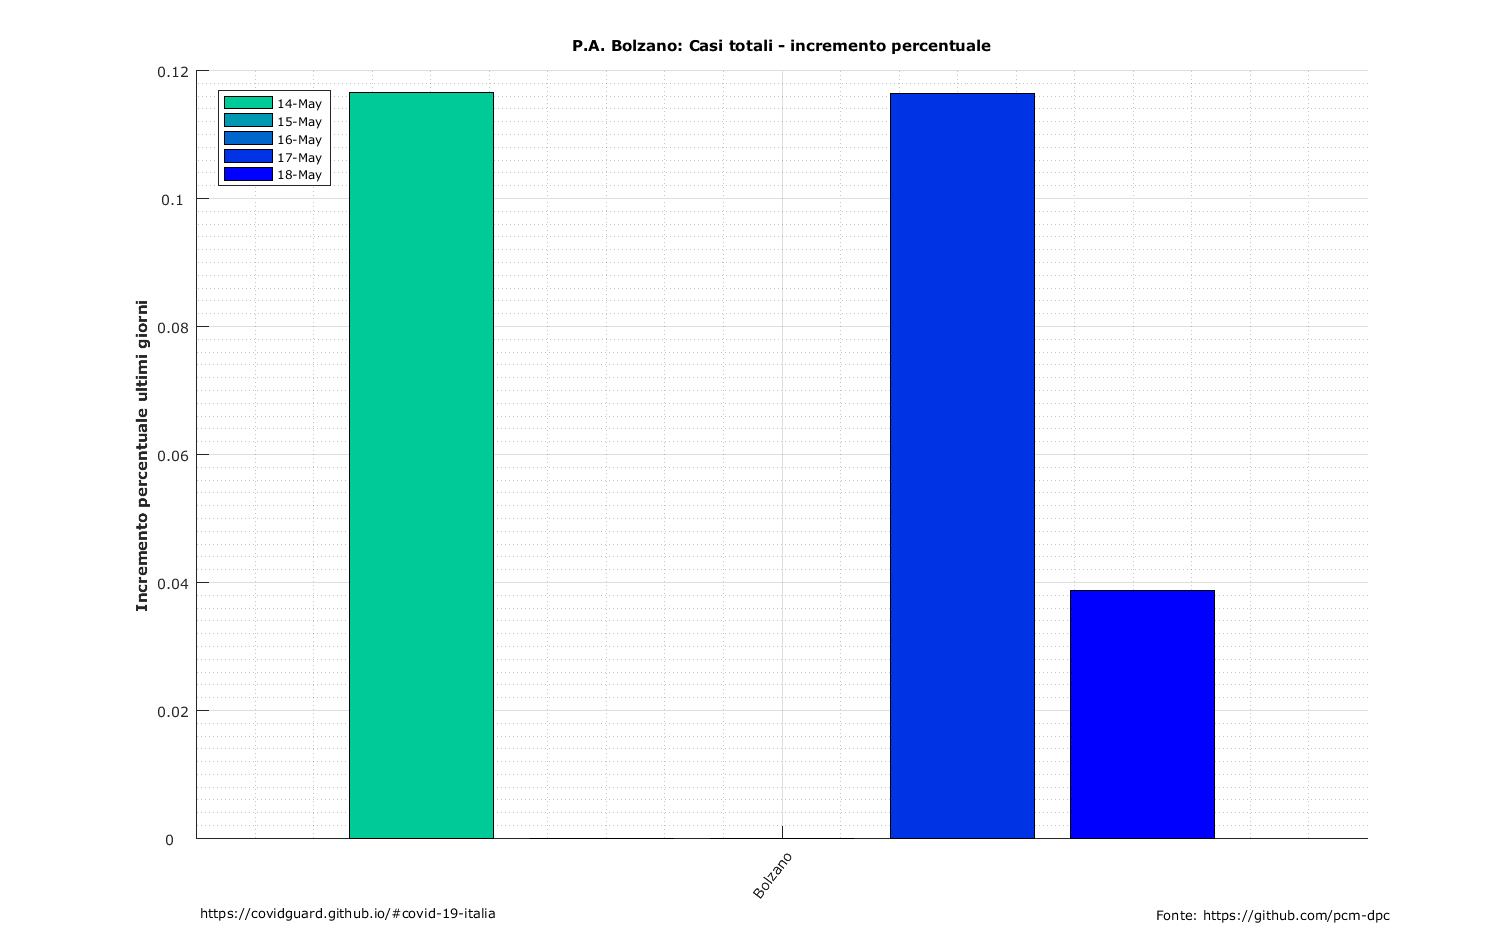 P.A. Bolzano: Casi totali - incremento percentuale
0.12
0.1
0.08
0.06
0.04
0.02
0
Incremento percentuale ultimi giorni
14-May
15-May
16-May
17-May
18-May
Bolzano
https://covidguard.github.io/#covid-19-italia
Fonte: https://github.com/pcm-dpc